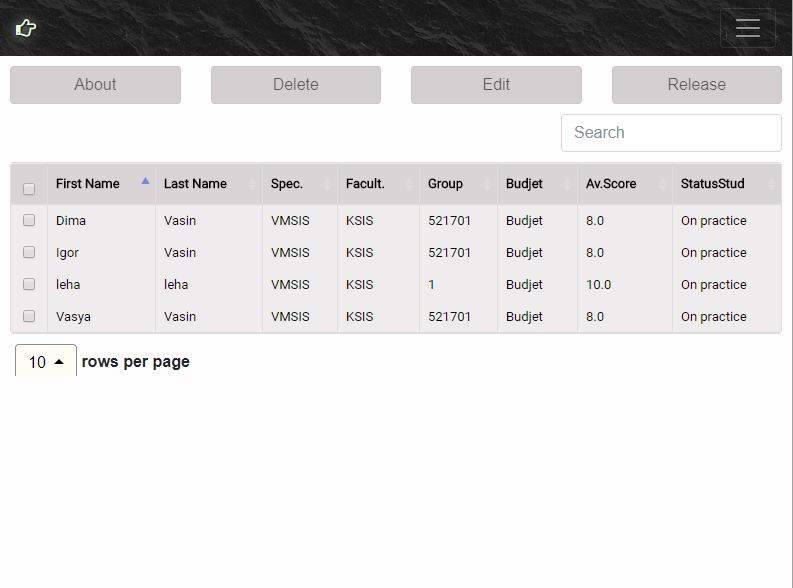 About Delete Edit Release
Search
First Name Last Name Spec. Facult. Group Budjet Av.Score StatusStud
Dima Vasin VMSIS KSIS 521701 Budjet 8.0 On practice
Igor Vasin VMSIS KSIS 521701 Budjet 8.0 On practice
leha leha VMSIS KSIS 1 Budjet 10.0 On practice
Vasya Vasin VMSIS KSIS 521701 Budjet 8.0 On practice
10 rows per page